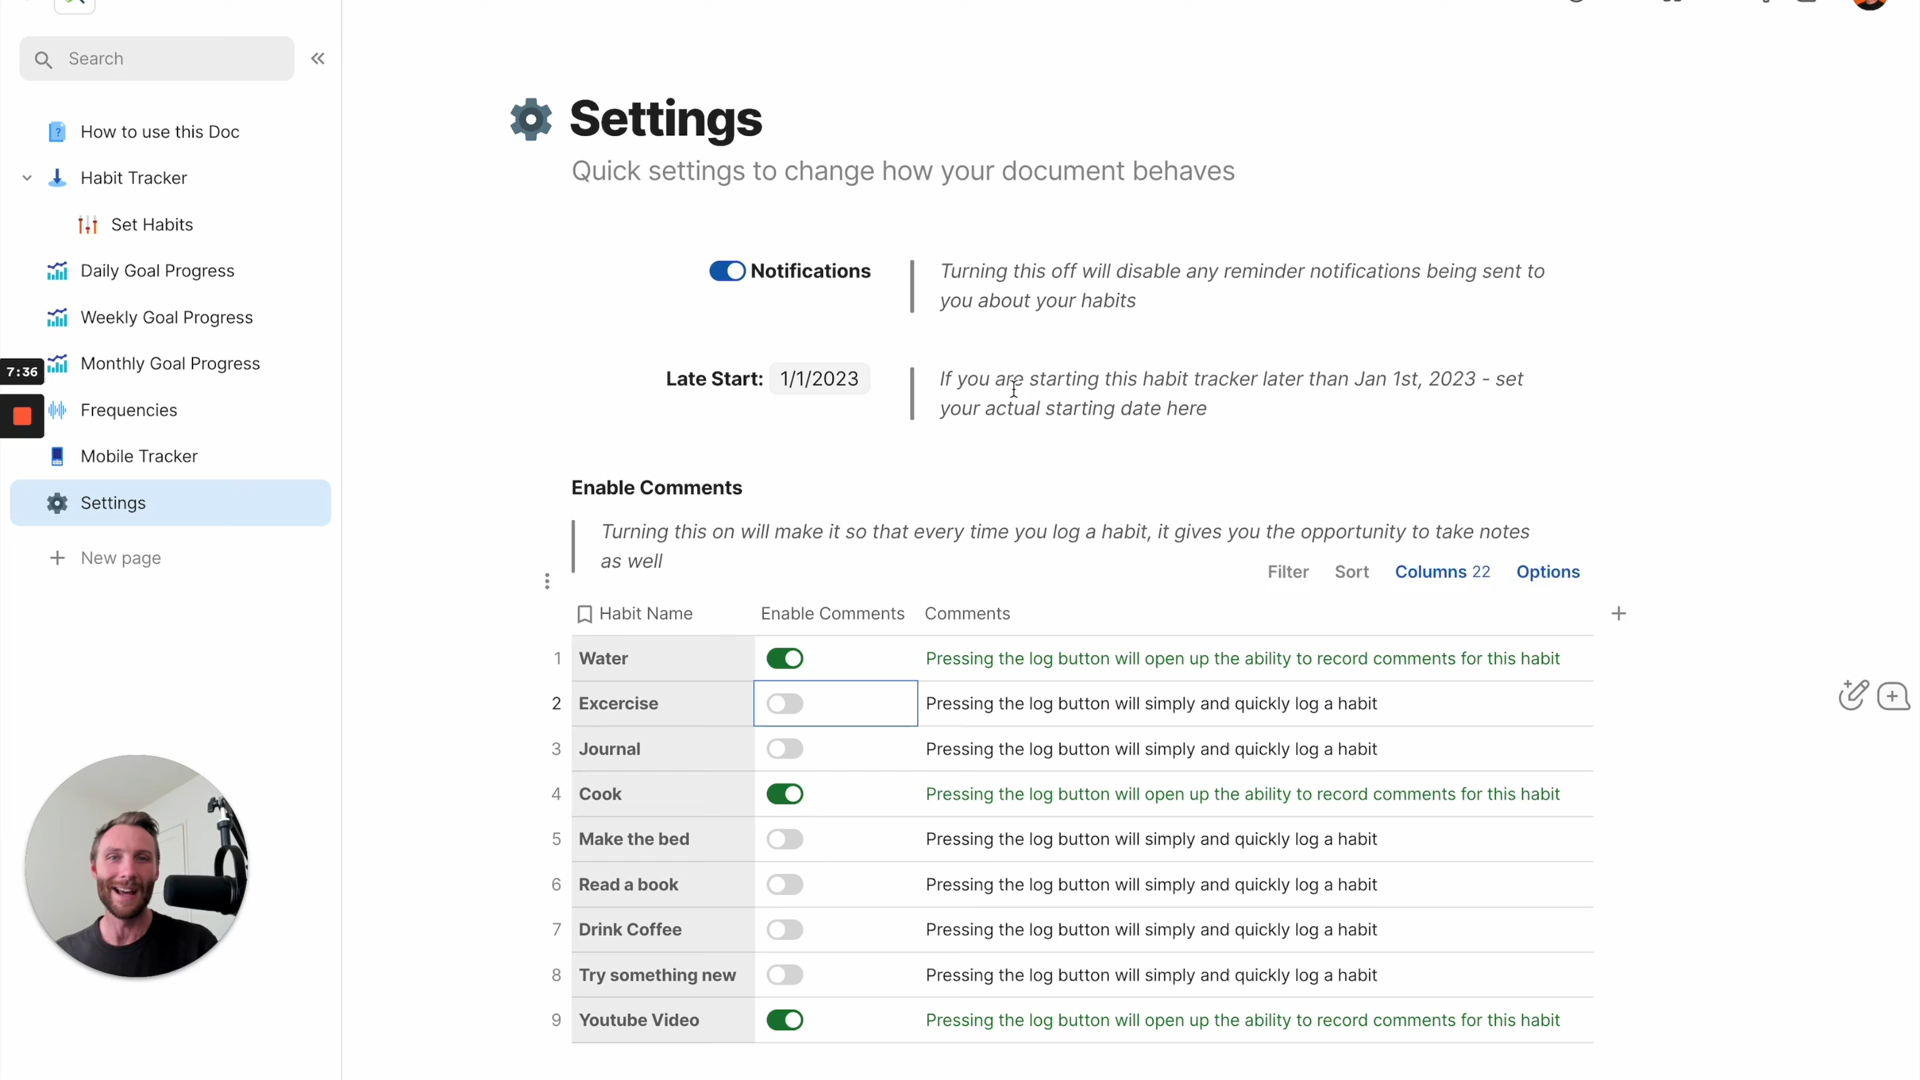 Search
How to use this Doc
Habit Tracker
Set Habits
Daily Goal Progress
Weekly Goal Progress
Monthly Goal Progress
7:36
Frequencies
Mobile Tracker
Settings
New page
Settings
Quick settings to change how your document behaves
Notifications
Turning this off will disable any reminder notifications being sent to
you about your habits
Late Start: 1/1/2023
If you are starting this habit tracker later than Jan 1st, 2023 - set
your actual starting date here
Enable Comments
Turning this on will make it so that every time you log a habit, it gives you the opportunity to take notes
as well
Filter Sort Columns 22 Options
Habit Name Enable Comments Comments
1 Water Pressing the log button will open up the ability to record comments for this habit
2 Excercise Pressing the log button will simply and quickly log a habit
3 Journal Pressing the log button will simply and quickly log a habit
4 Cook Pressing the log button will open up the ability to record comments for this habit
5 Make the bed Pressing the log button will simply and quickly log a habit
6 Read a book Pressing the log button will simply and quickly log a habit
7 Drink Coffee Pressing the log button will simply and quickly log a habit
8 Try something new Pressing the log button will simply and quickly log a habit
9 Youtube Video Pressing the log button will open up the ability to record comments for this habit